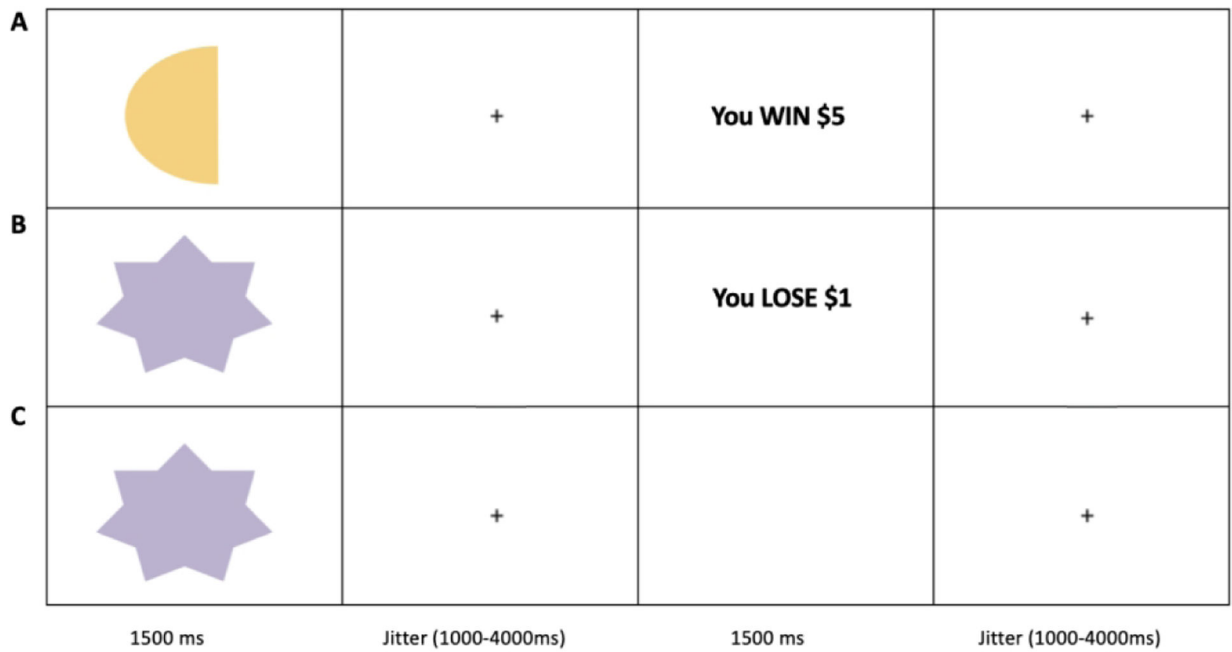 A
+
You WIN $5
+
B
+
You LOSE $1
+
C
+
+
1500 ms
Jitter (1000-4000ms)
1500 ms
Jitter (1000-4000ms)